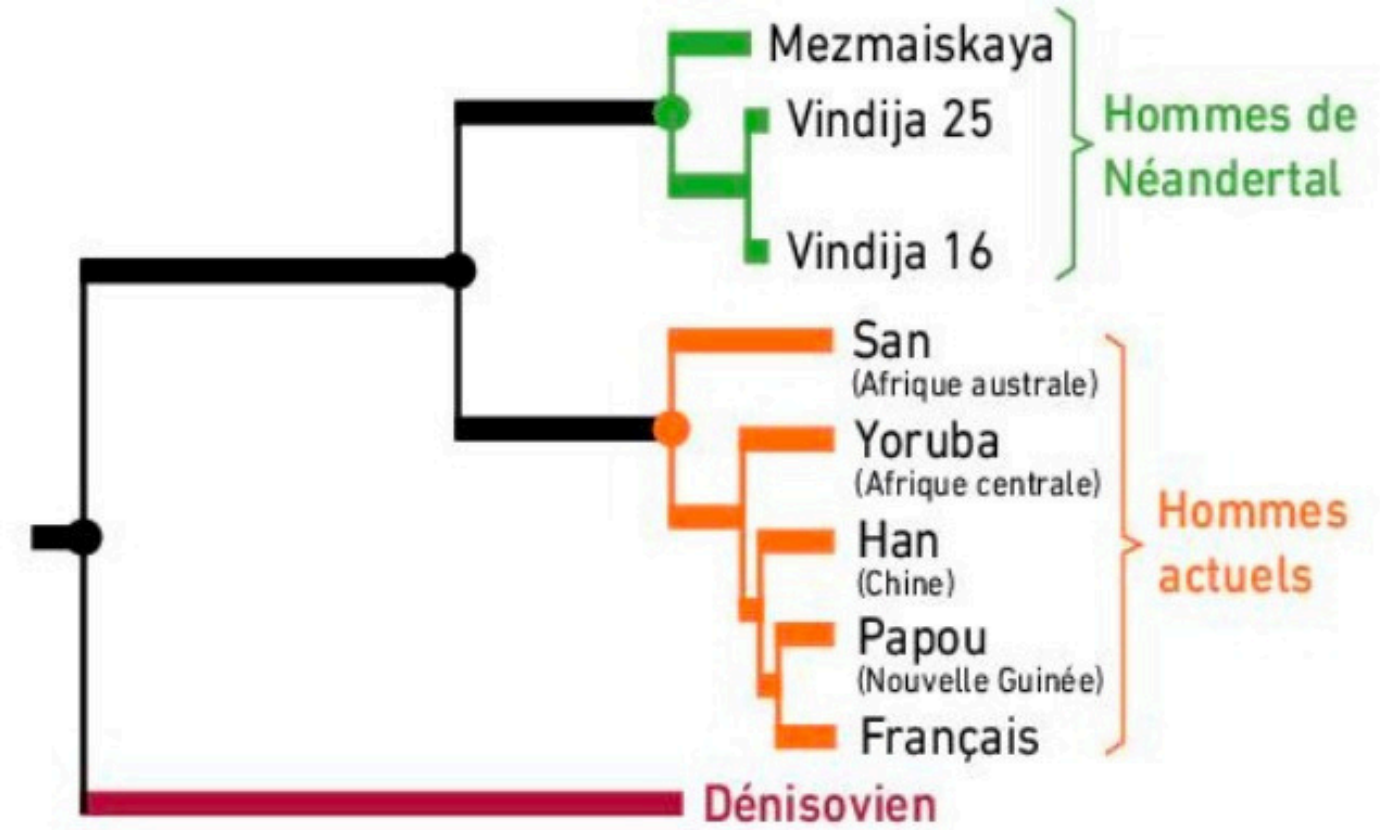 Mezmaiskaya
Vindija 25
Hommes de
Néandertal
Vindija 16
San
(Afrique australe)
Yoruba
(Afrique centrale)
Han
(Chine)
Hommes
actuels
Papou
(Nouvelle Guinée)
Français
Dénisovien